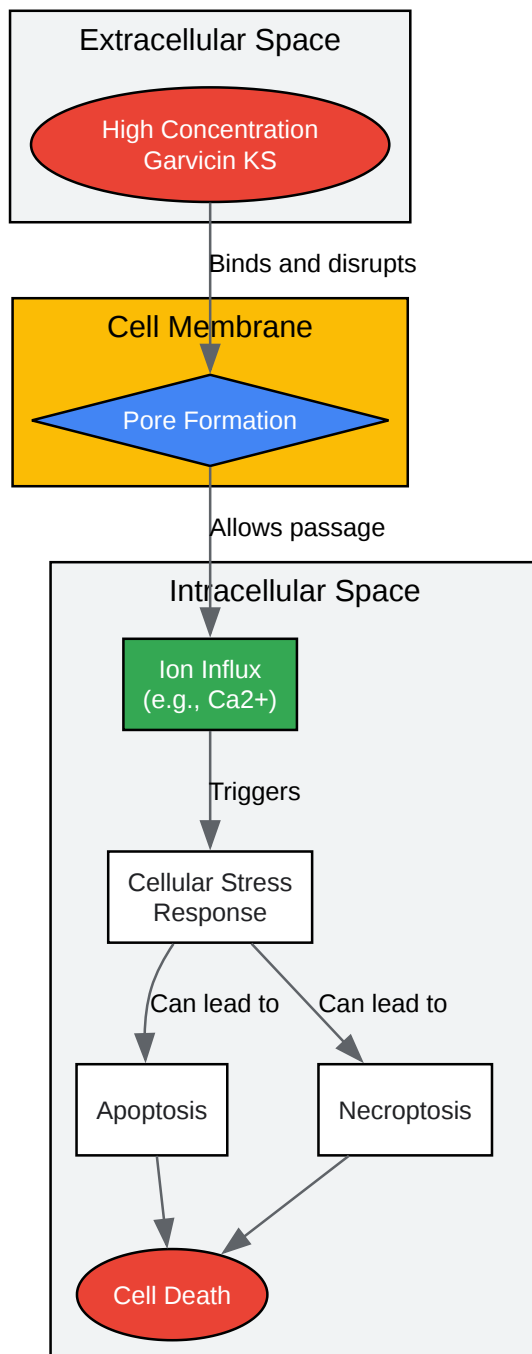 Extracellular Space
High Concentration
Garvicin KS
Binds and disrupts
Cell Membrane
Pore Formation
Allows passage
Intracellular Space
Ion Influx
(e.g., Ca2+)
Triggers
Cellular Stress
Response
Can lead to
Can lead to
Apoptosis
Necroptosis
Cell Death